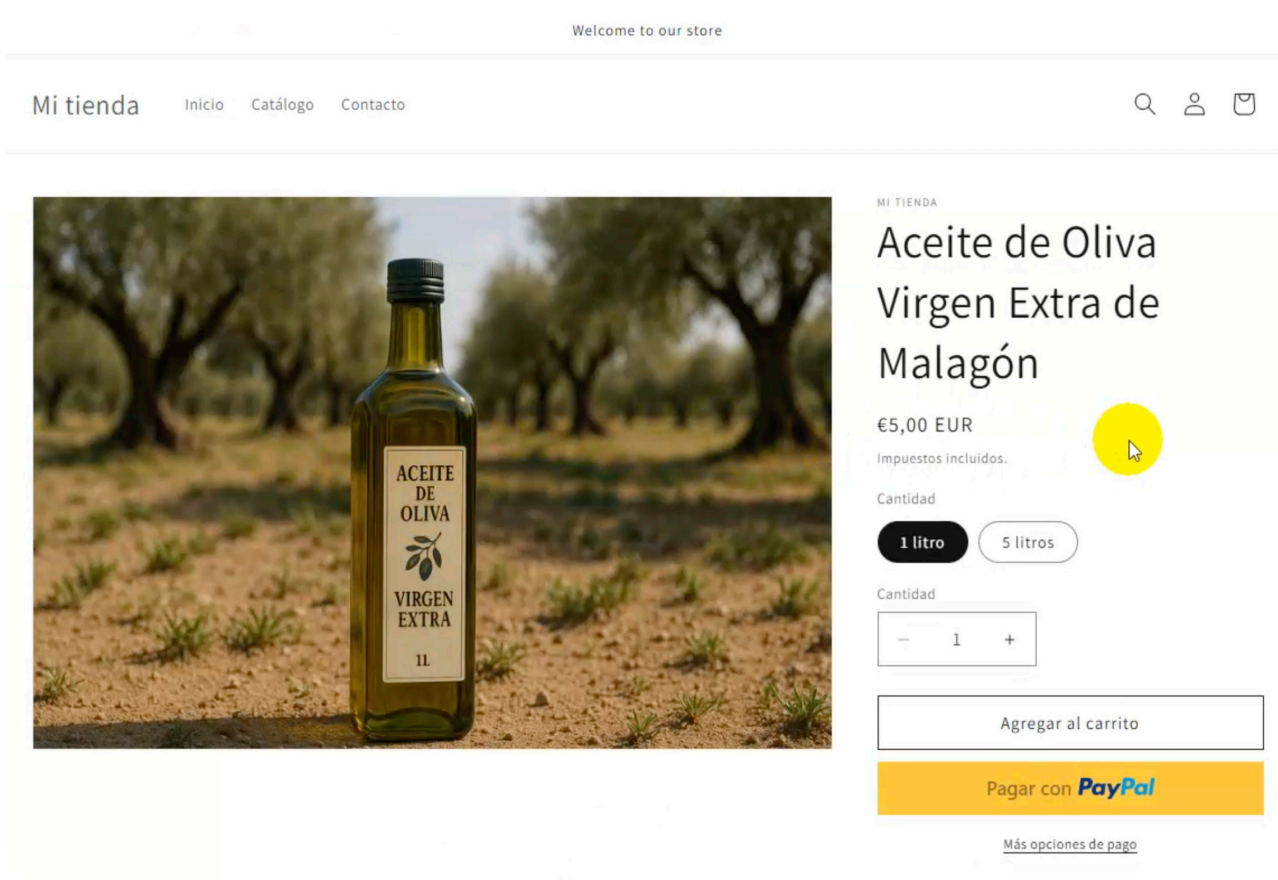 Welcome to our store
Mi tienda
Inicio
Catálogo
Contacto
ACEITE
DE
OLIVA
VIRGEN
EXTRA
1L
MI TIENDA
Aceite de Oliva
Virgen Extra de
Malagón
€5,00 EUR
Impuestos incluidos.
Cantidad
1 litro
5 litros
Cantidad
− 1 +
Agregar al carrito
Pagar con PayPal
Más opciones de pago